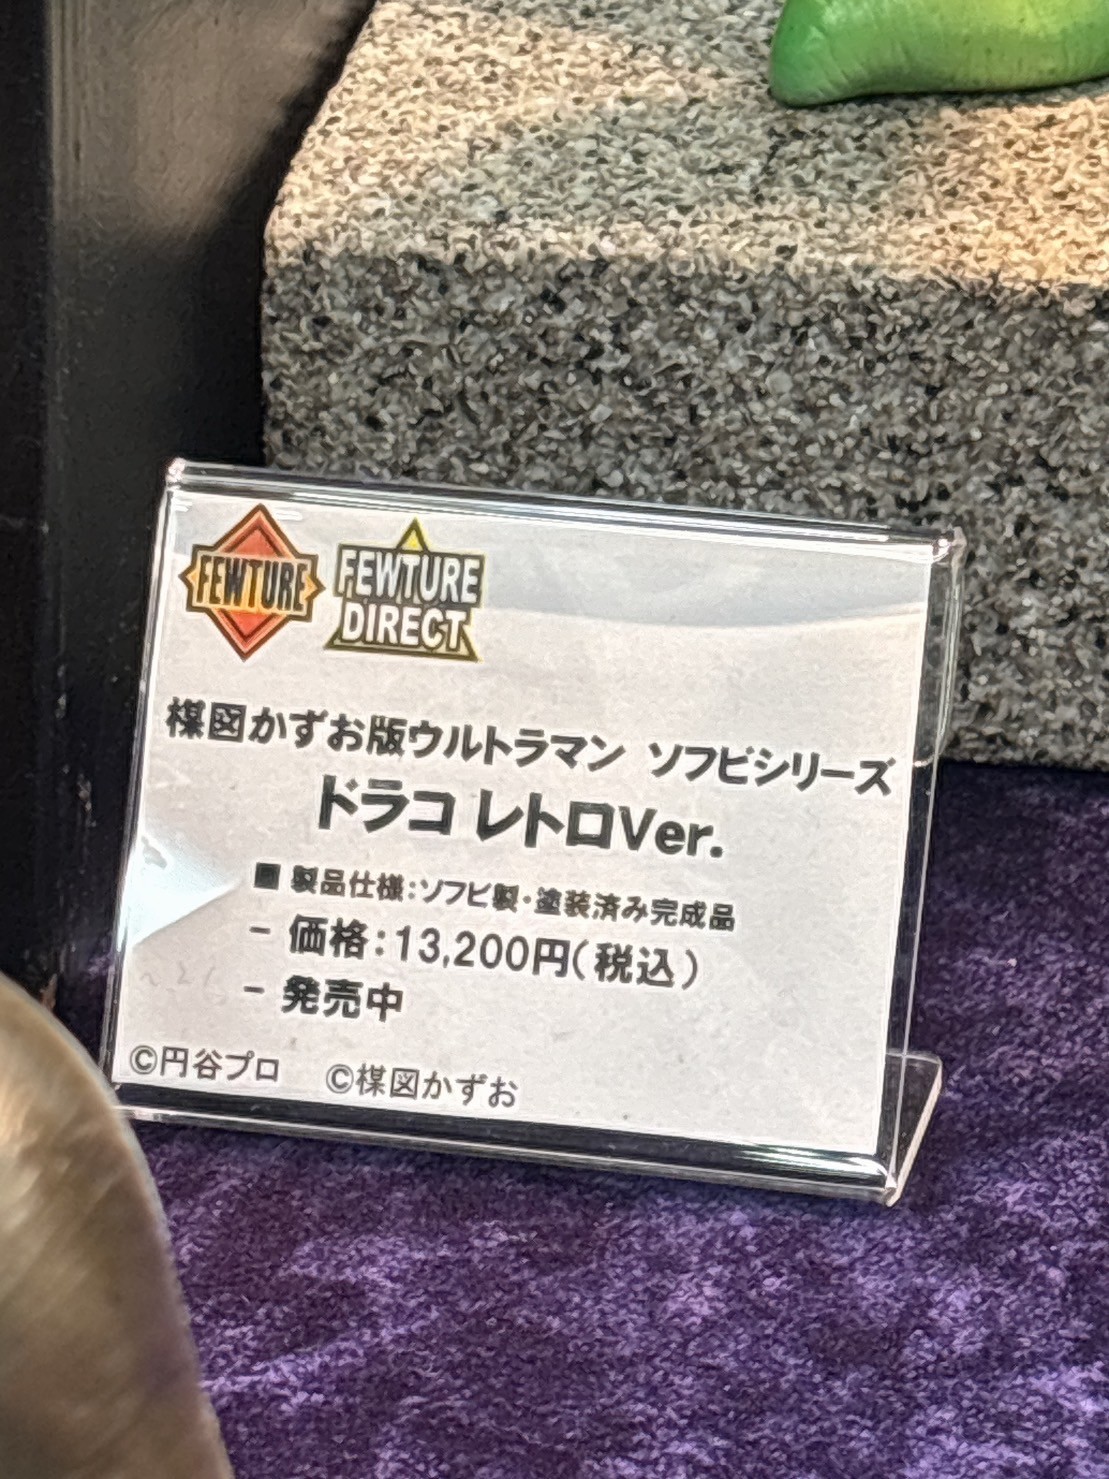 FEWTURE
FEWTURE
DIRECT
楳図かずお版ウルトラマン ソフビシリーズ
ドラコ レトロVer.
■ 製品仕様：ソフビ製・塗装済み完成品
- 価格：13,200円（税込）
- 発売中
©円谷プロ ©楳図かずお